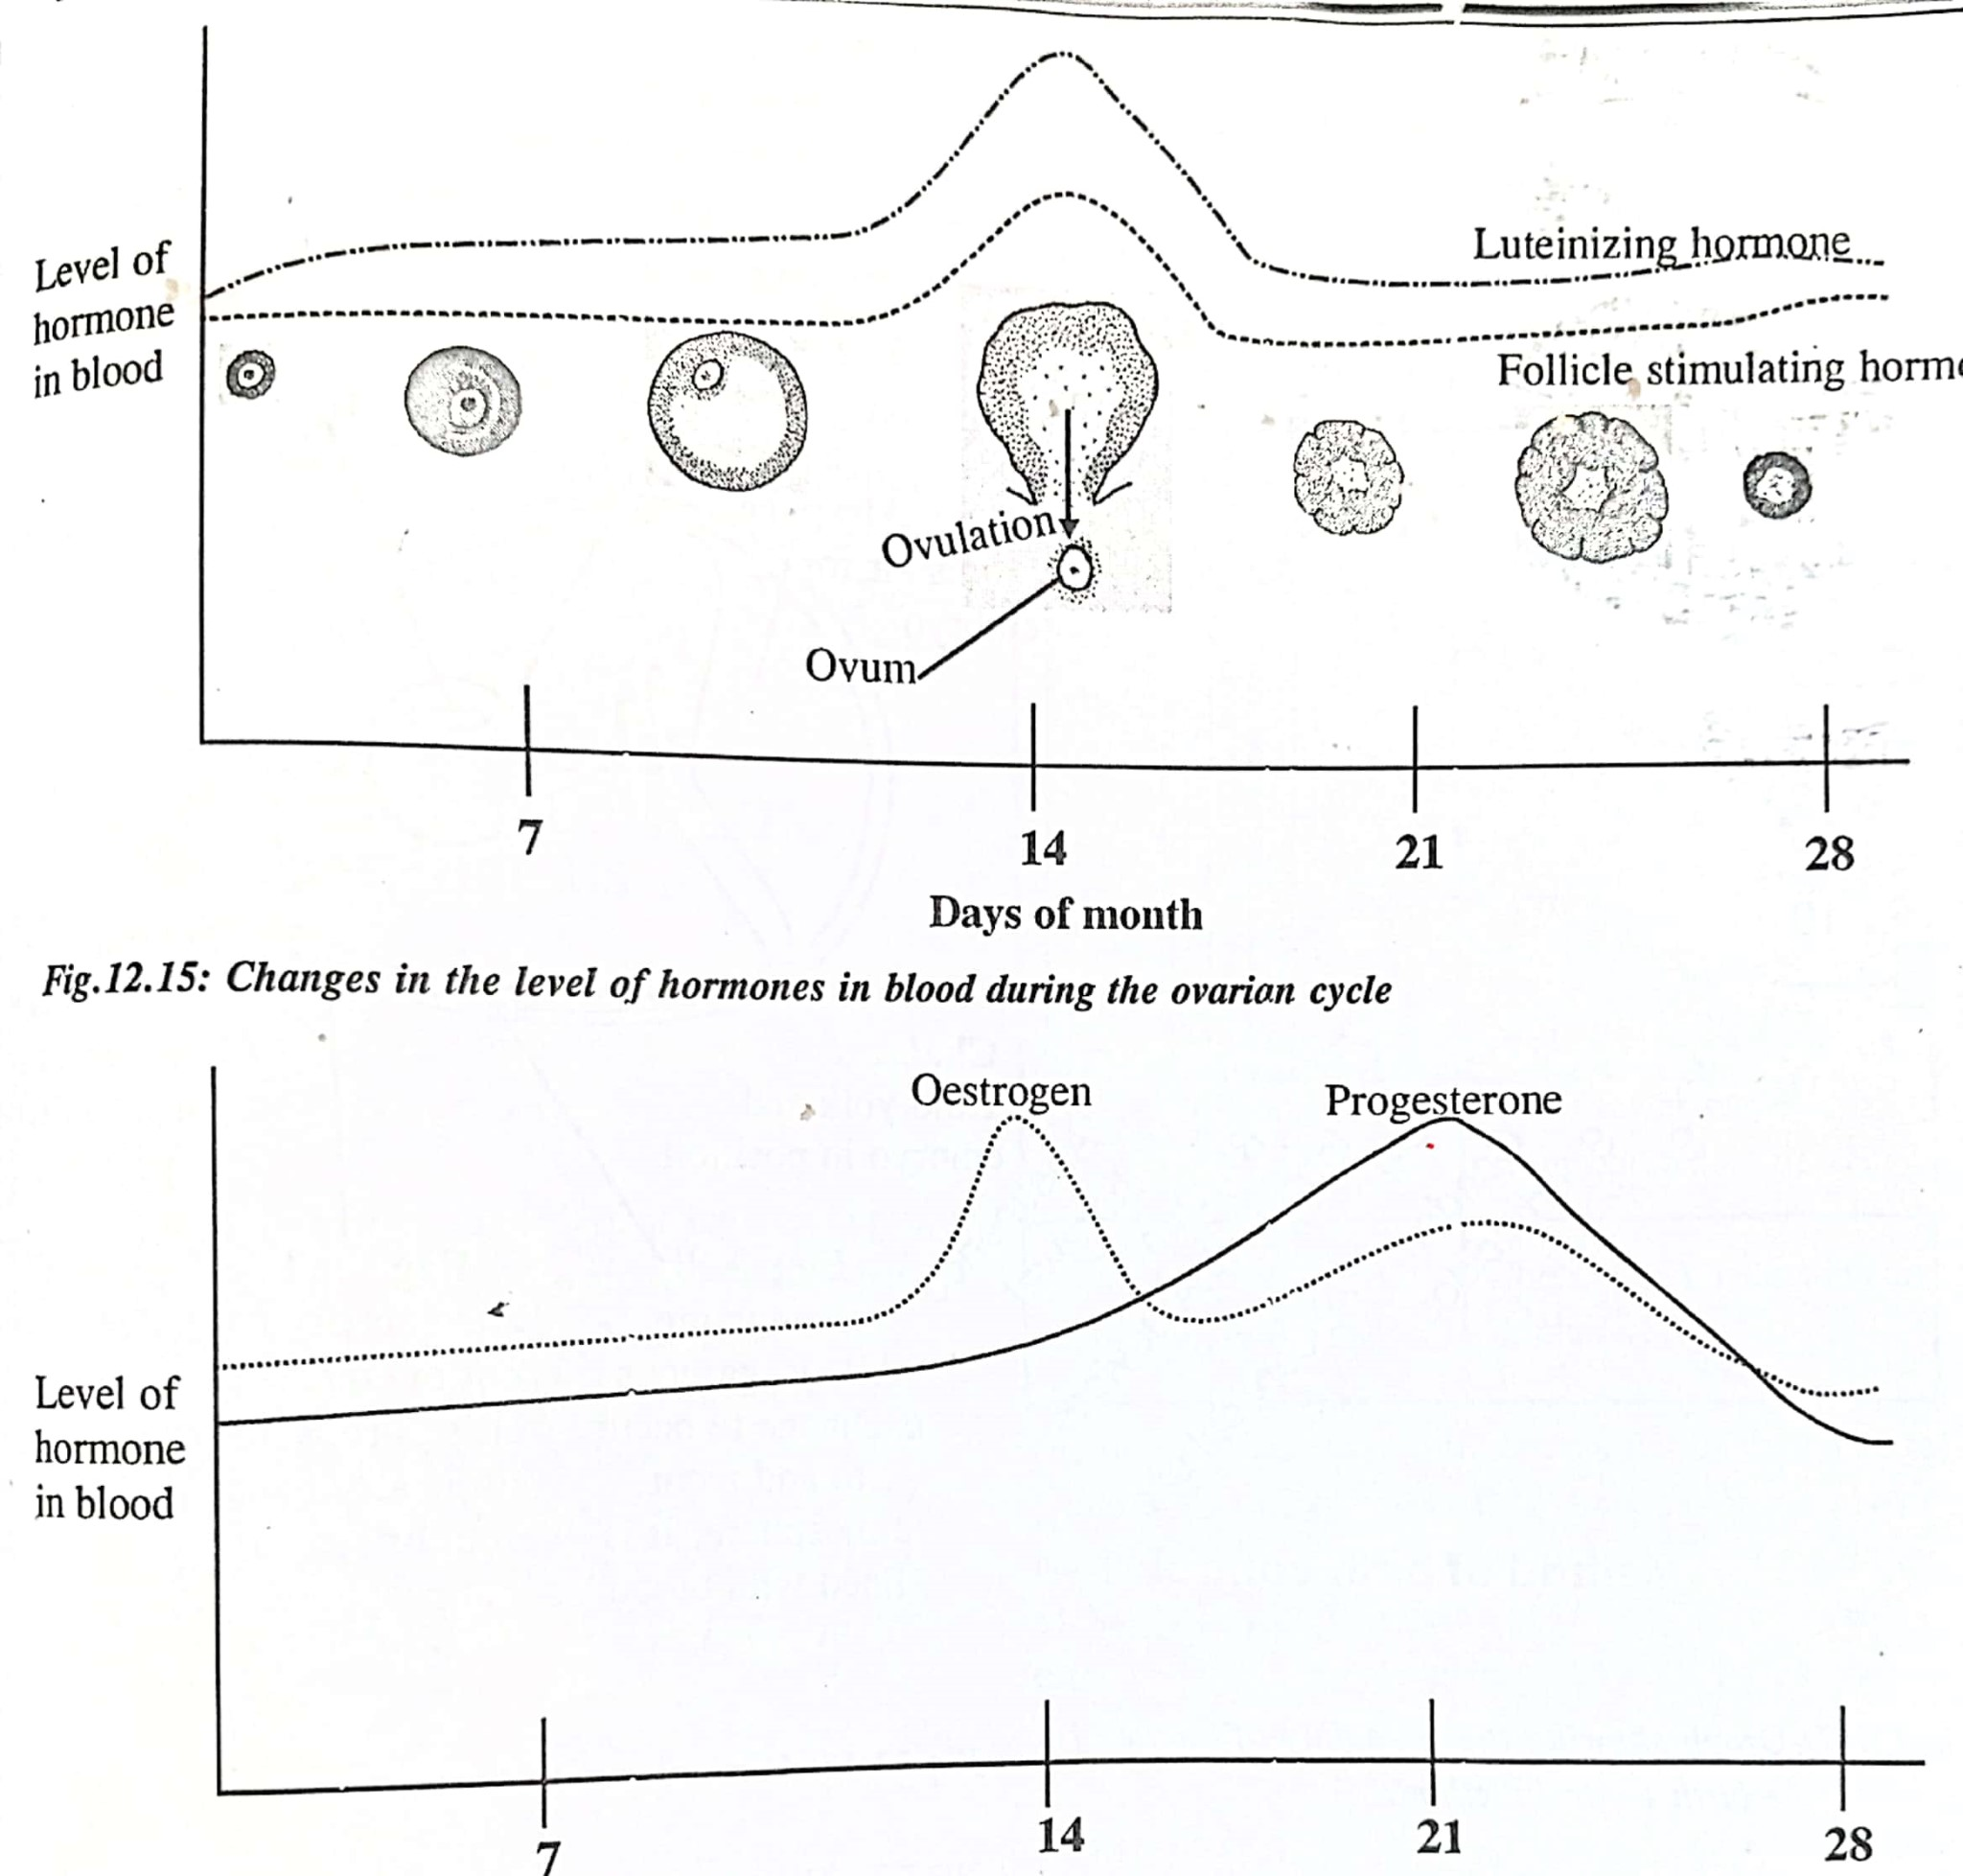 Level of
hormone
in blood
Luteinizing hormone
Follicle stimulating
Ovulation
Ovum
7
14
21
28
Days of month
Fig.12.15: Changes in the level of hormones in blood during the ovarian cycle
Oestrogen
Progesterone
Level of
hormone
in blood
7
14
21
28